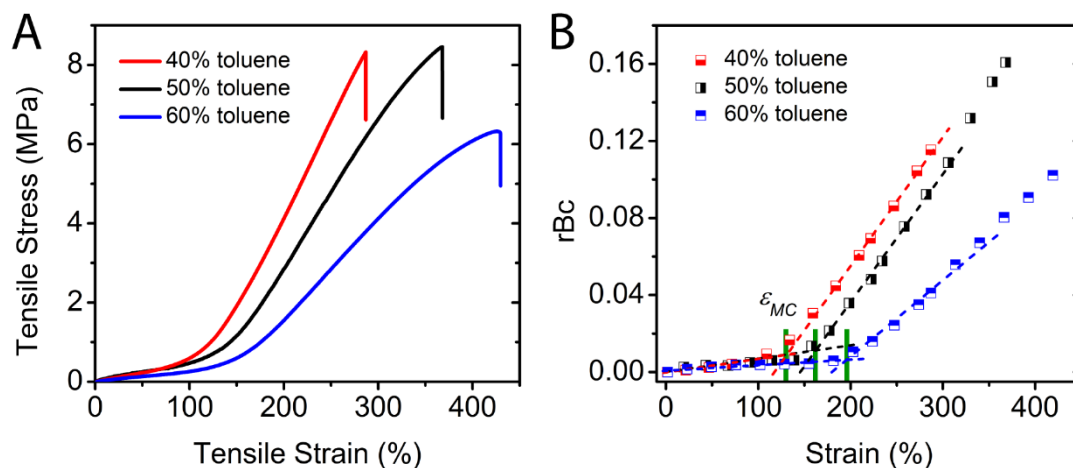 A
40% toluene
50% toluene
60% toluene
Tensile Stress (MPa)
8
6
4
2
0
0
100
200
300
400
Tensile Strain (%)
B
40% toluene
50% toluene
60% toluene
rBc
0.16
0.12
0.08
0.04
0.00
ε_MC
0
100
200
300
400
Strain (%)